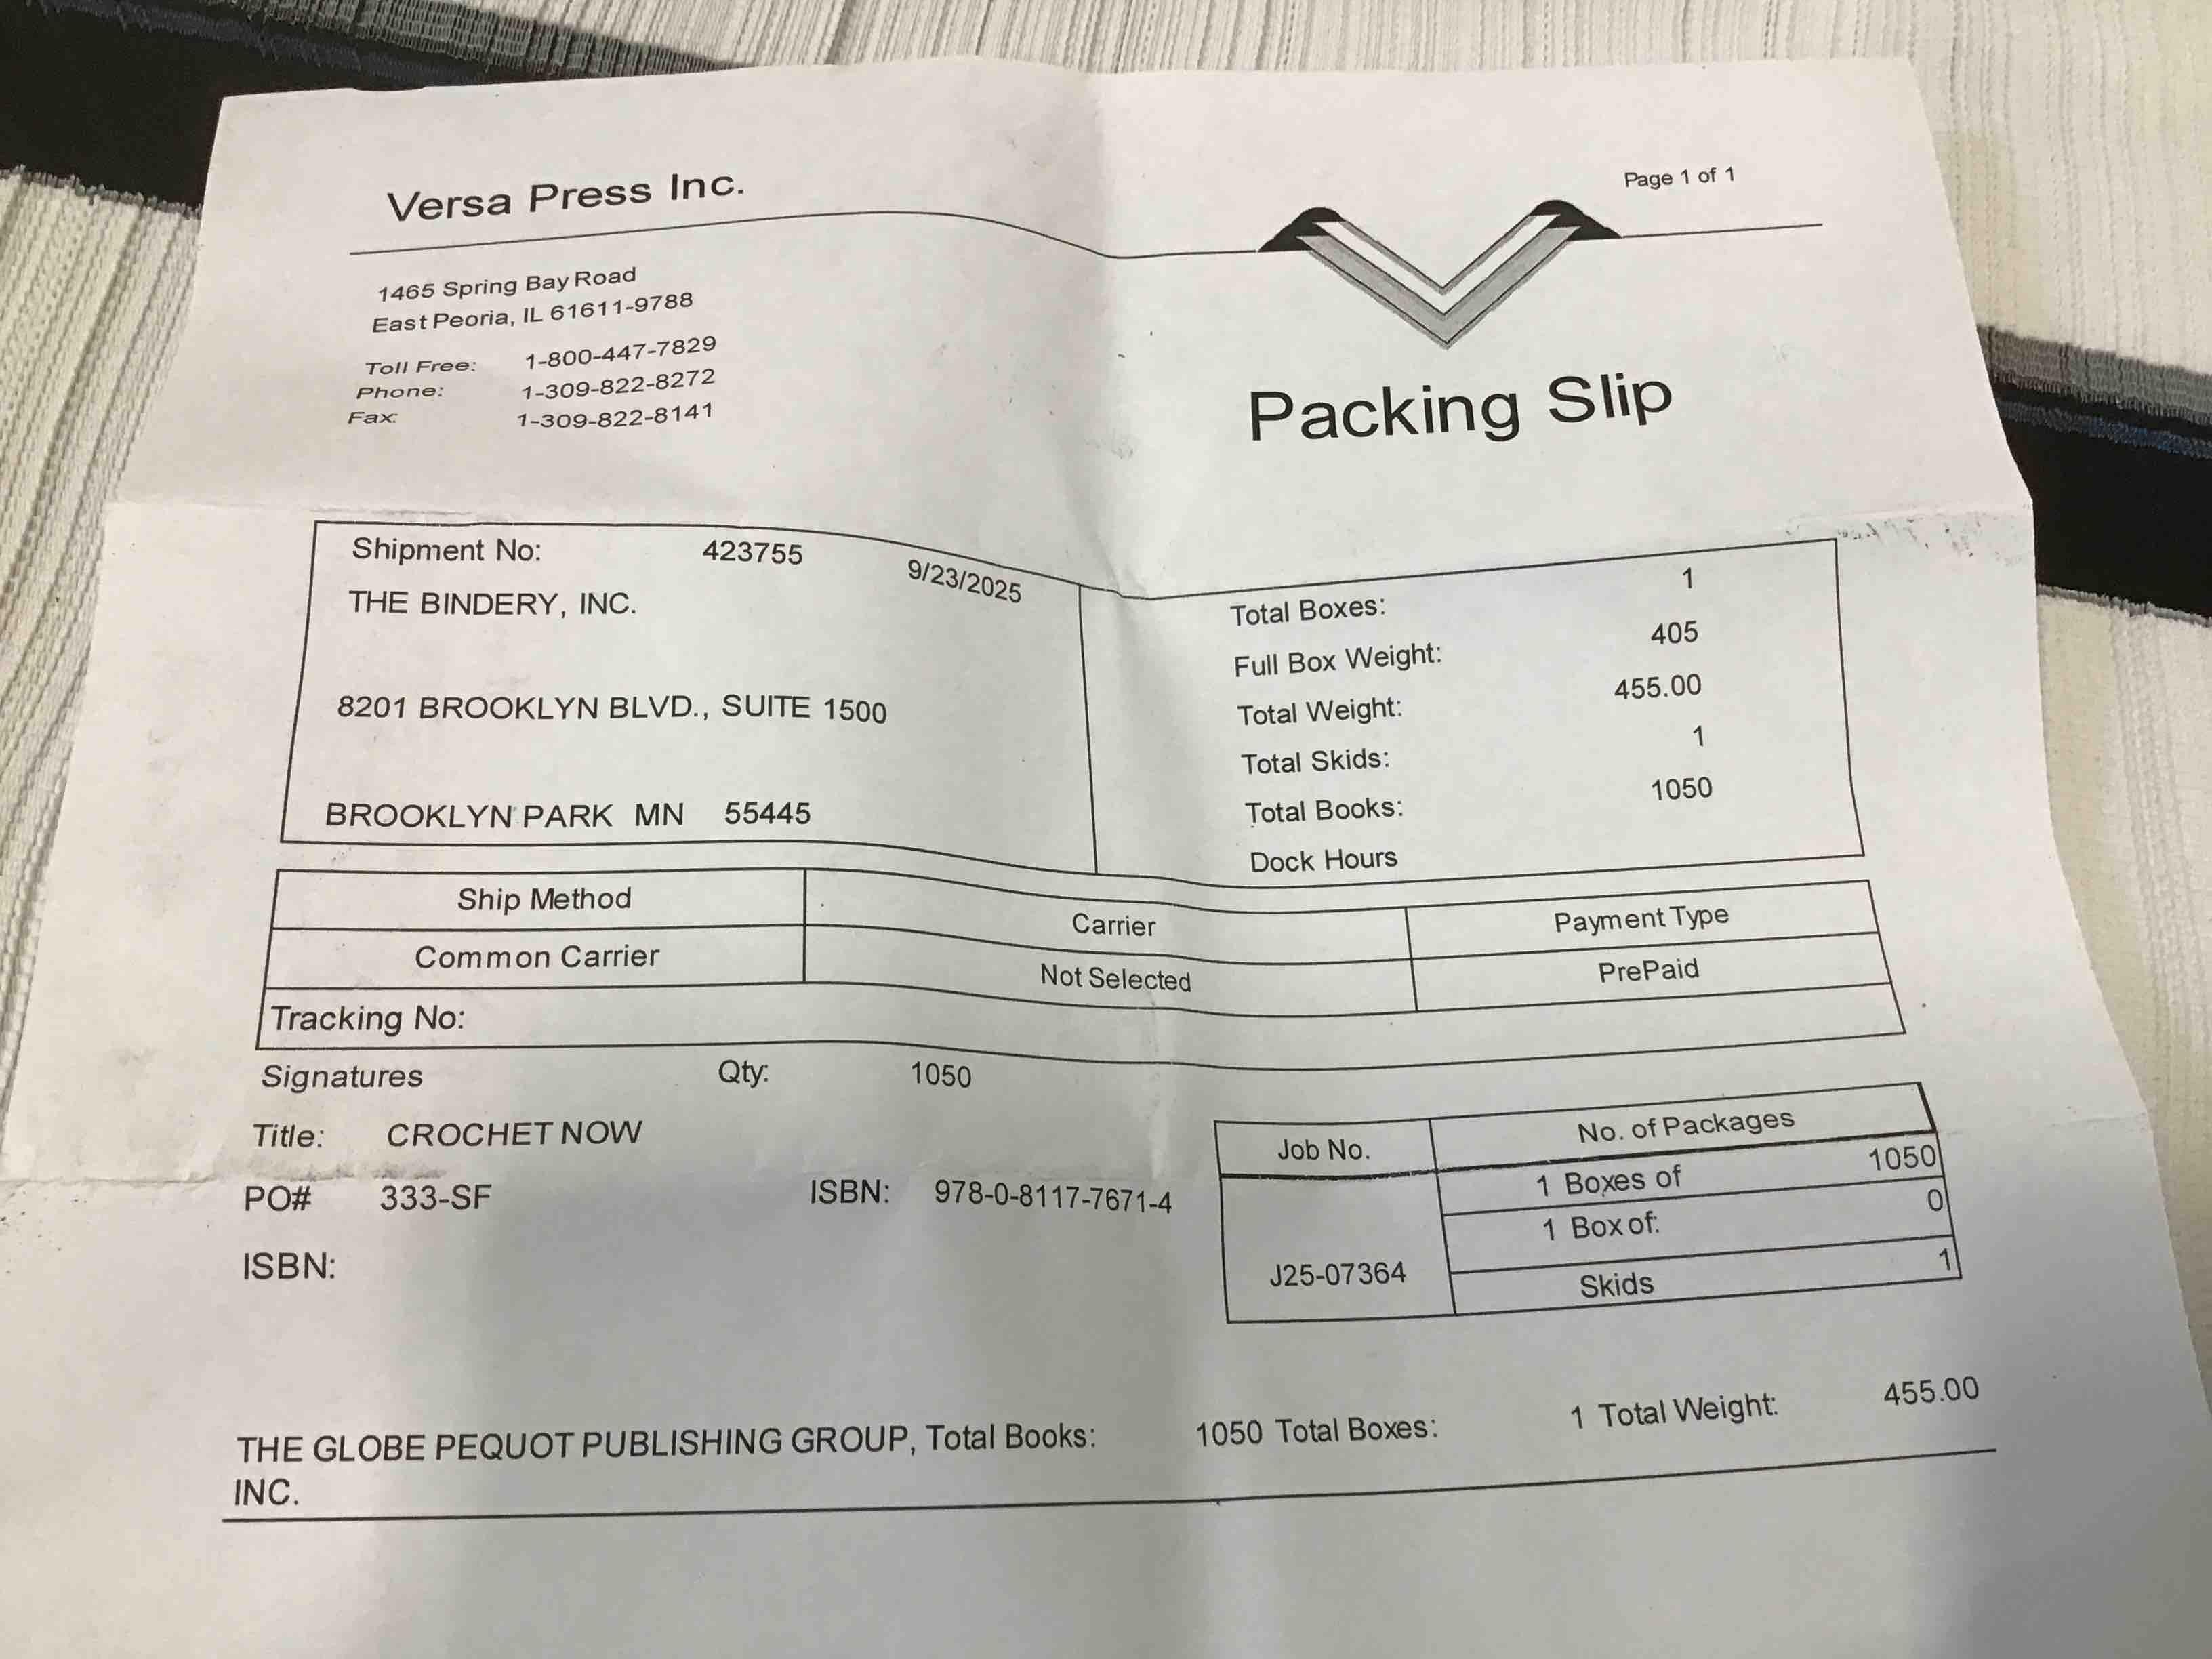 Page 1 of 1
Versa Press Inc.
1465 Spring Bay Road
East Peoria, IL 61611-9788
Toll Free: 1-800-447-7829
Phone: 1-309-822-8272
Fax: 1-309-822-8141
Packing Slip
Shipment No: 423755 9/23/2025
THE BINDERY, INC.
8201 BROOKLYN BLVD., SUITE 1500
BROOKLYN PARK MN 55445
Total Boxes: 1
Full Box Weight: 405
Total Weight: 455.00
Total Skids: 1
Total Books: 1050
Dock Hours
Ship Method Carrier Payment Type
Common Carrier Not Selected PrePaid
Tracking No:
Signatures Qty: 1050
Title: CROCHET NOW
PO# 333-SF ISBN: 978-0-8117-7671-4
ISBN:
Job No. No. of Packages
1 Boxes of 1050
1 Box of: 0
J25-07364
Skids 1
THE GLOBE PEQUOT PUBLISHING GROUP, Total Books: 1050 Total Boxes: 1 Total Weight: 455.00
INC.